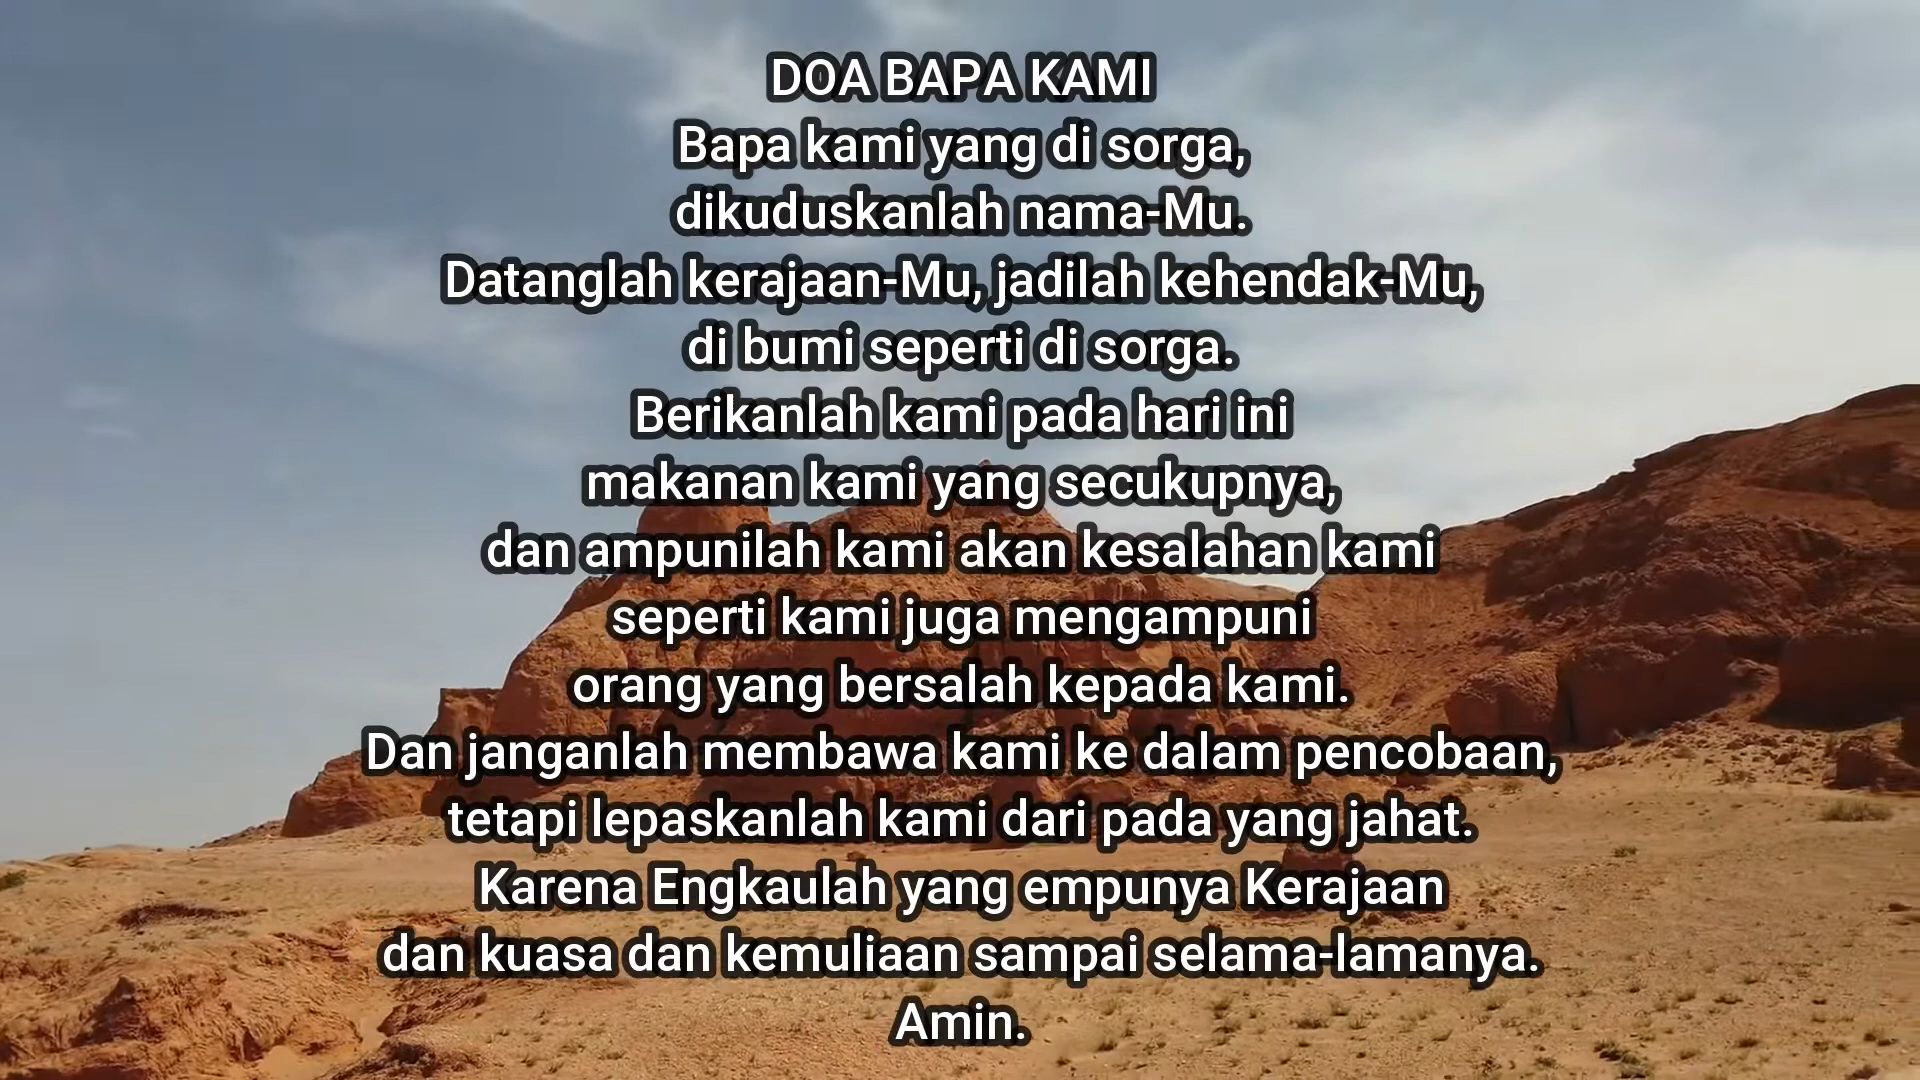 DOA BAPA KAMI
Bapa kami yang di sorga,
dikuduskanlah nama-Mu.
Datanglah kerajaan-Mu, jadilah kehendak-Mu,
di bumi seperti di sorga.
Berikanlah kami pada hari ini
makanan kami yang secukupnya,
dan ampunilah kami akan kesalahan kami
seperti kami juga mengampuni
orang yang bersalah kepada kami.
Dan janganlah membawa kami ke dalam pencobaan,
tetapi lepaskanlah kami dari pada yang jahat.
Karena Engkaulah yang empunya Kerajaan
dan kuasa dan kemuliaan sampai selama-lamanya.
Amin.